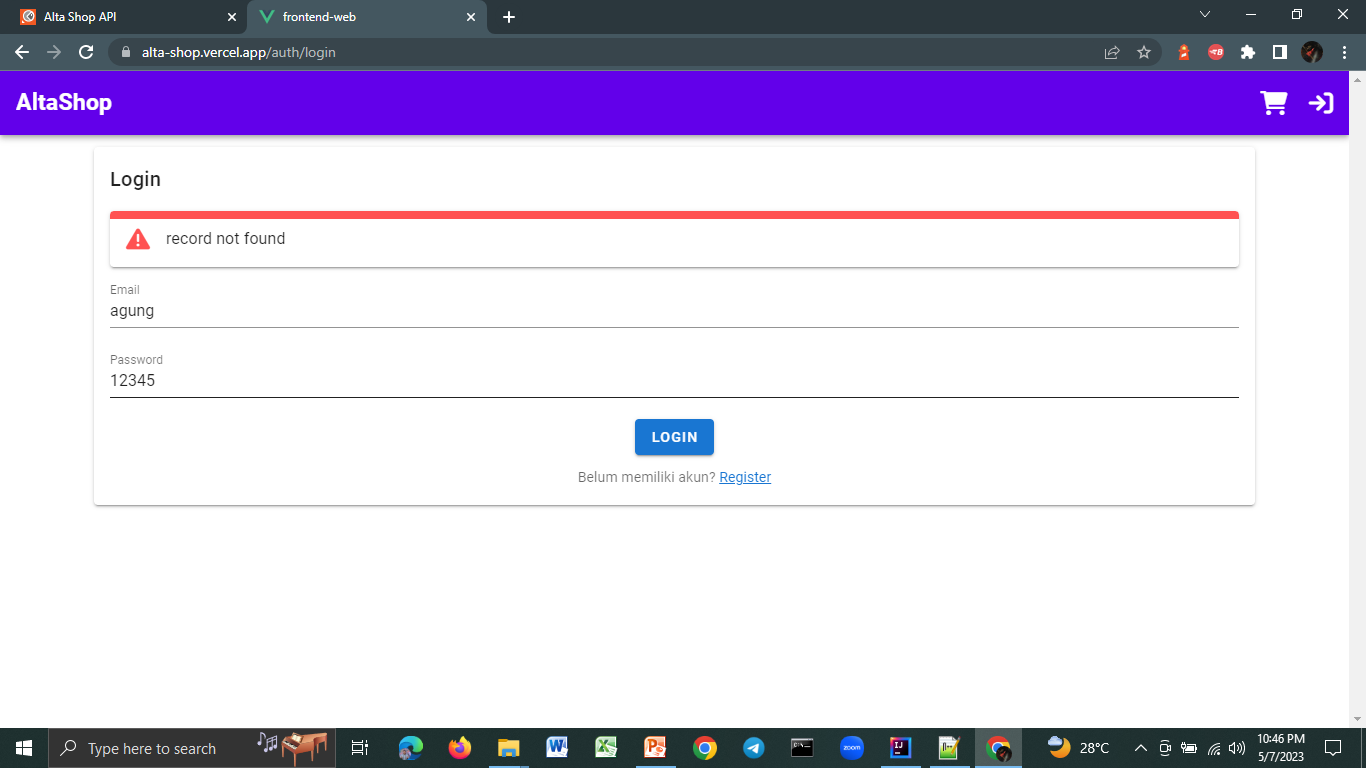 Alta Shop API
frontend-web
alta-shop.vercel.app/auth/login
AltaShop
Login
record not found
Email
agung
Password
12345
LOGIN
Belum memiliki akun? Register
Type here to search
zoom
28°C
10:46 PM
5/7/2023